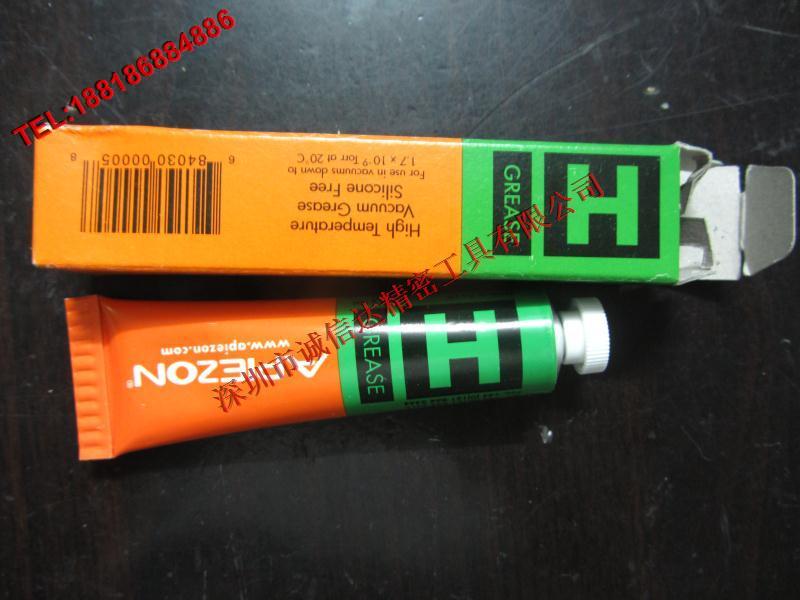 TEL:18818688​4886
H
GREASE
High Temperature
Vacuum Grease
Silicone Free
For use in vacuums down to
1.7 x 10⁻⁹ Torr at 20°C
6 84030 00005 8
深圳市诚信达精密工具有限公司
H
GREASE
APIEZON®
www.apiezon.com